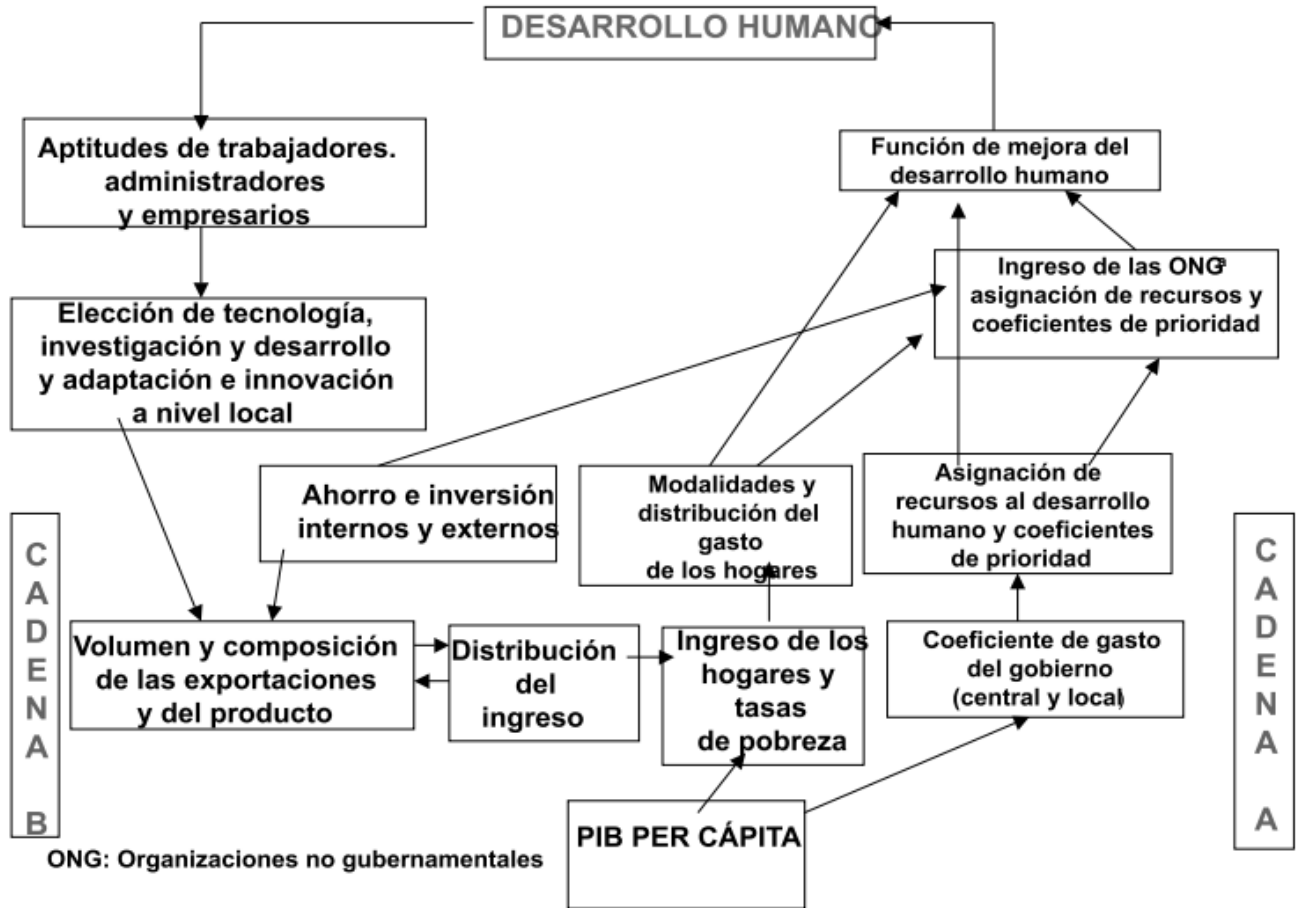 DESARROLLO HUMANO
Aptitudes de trabajadores.
administradores
y empresarios
Función de mejora del
desarrollo humano
Ingreso de las ONGª
asignación de recursos y
coeficientes de prioridad
Elección de tecnología,
investigación y desarrollo
y adaptación e innovación
a nivel local
Ahorro e inversión
internos y externos
Modalidades y
distribución del
gasto
de los hogares
Asignación de
recursos al desarrollo
humano y coeficientes
de prioridad
CADENA B
CADENA A
Volumen y composición
de las exportaciones
y del producto
Distribución
del
ingreso
Ingreso de los
hogares y
tasas
de pobreza
Coeficiente de gasto
del gobierno
(central y local)
PIB PER CÁPITA
ONG: Organizaciones no gubernamentales